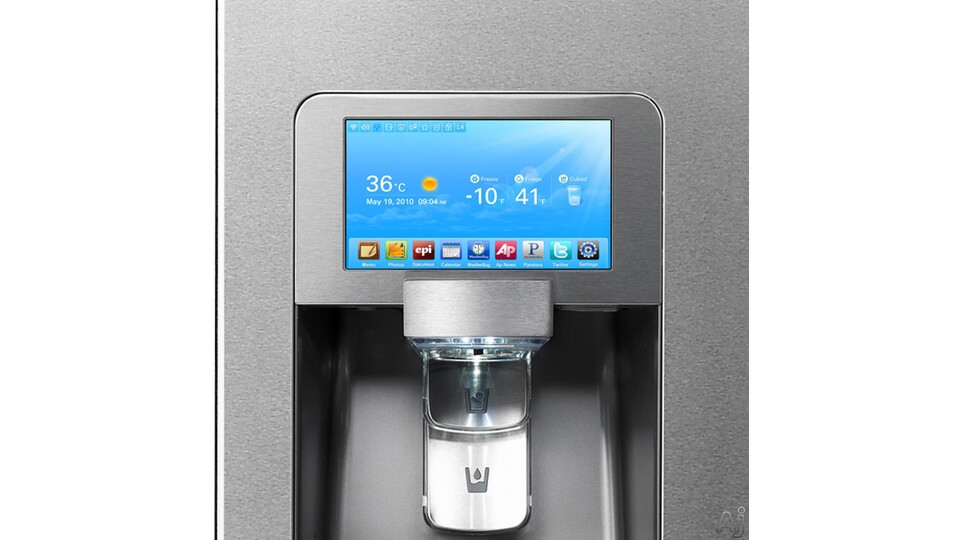 Freeze Fridge Cubed
36°C -10°F 41°F
May 19, 2010 09:04 AM
epi Ap P
Memo Photos Epicurious Calendar WeatherBug Ap News Pandora Twitter Settings